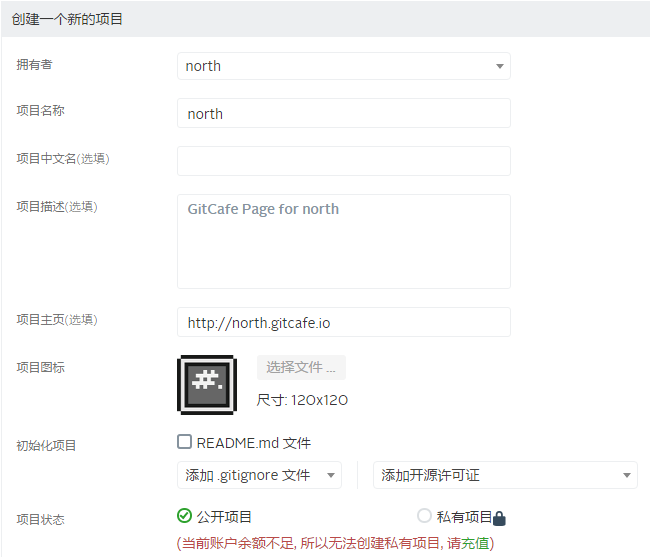 创建一个新的项目
拥有者
north
项目名称
north
项目中文名(选填)
项目描述(选填)
GitCafe Page for north
项目主页(选填)
http://north.gitcafe.io
项目图标
#.
选择文件 ...
尺寸: 120x120
初始化项目
README.md 文件
添加 .gitignore 文件
添加开源许可证
项目状态
公开项目
私有项目
(当前账户余额不足, 所以无法创建私有项目, 请充值)